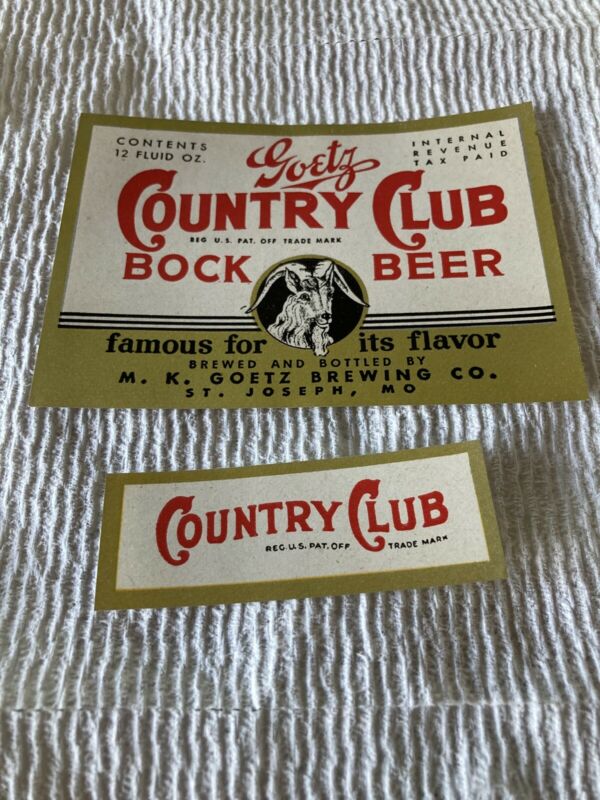 CONTENTS
12 FLUID OZ.
INTERNAL
REVENUE
TAX PAID
Goetz
COUNTRY CLUB
REG U.S. PAT. OFF TRADE MARK
BOCK BEER
famous for its flavor
BREWED AND BOTTLED BY
M. K. GOETZ BREWING CO.
ST. JOSEPH, MO
COUNTRY CLUB
REG. U.S. PAT. OFF TRADE MARK